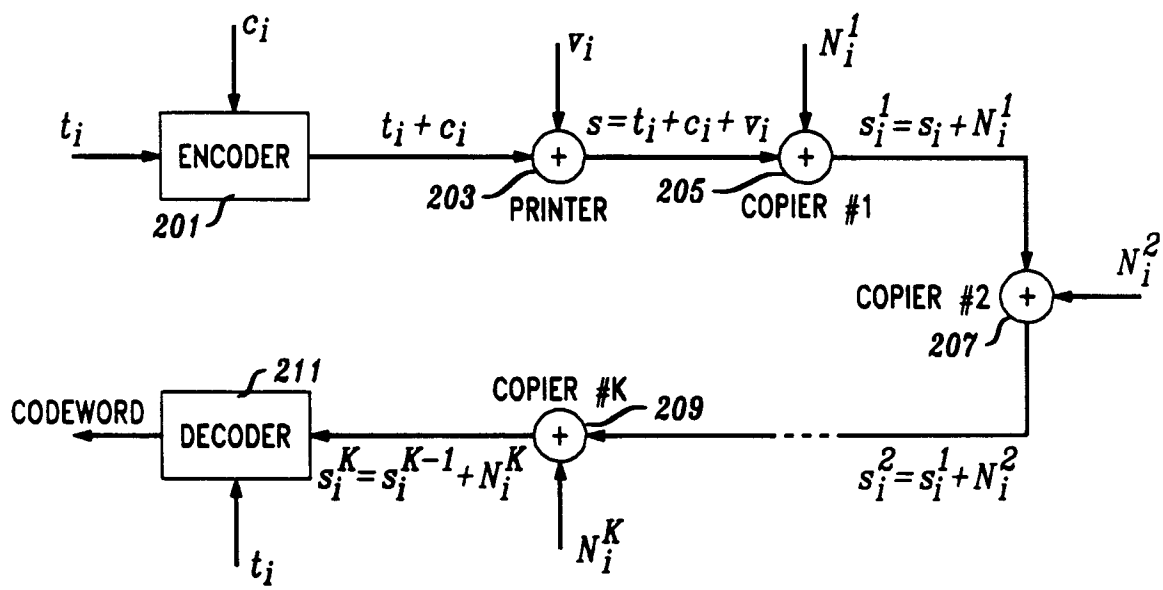 c_i
v_i
N_i^1
t_i
ENCODER
t_i + c_i
s=t_i+c_i+v_i
s_i^1=s_i+N_i^1
201
203
PRINTER
205
COPIER #1
N_i^2
COPIER #2
207
211
COPIER #K
209
CODEWORD
DECODER
s_i^K=s_i^{K-1}+N_i^K
s_i^2=s_i^1+N_i^2
N_i^K
t_i